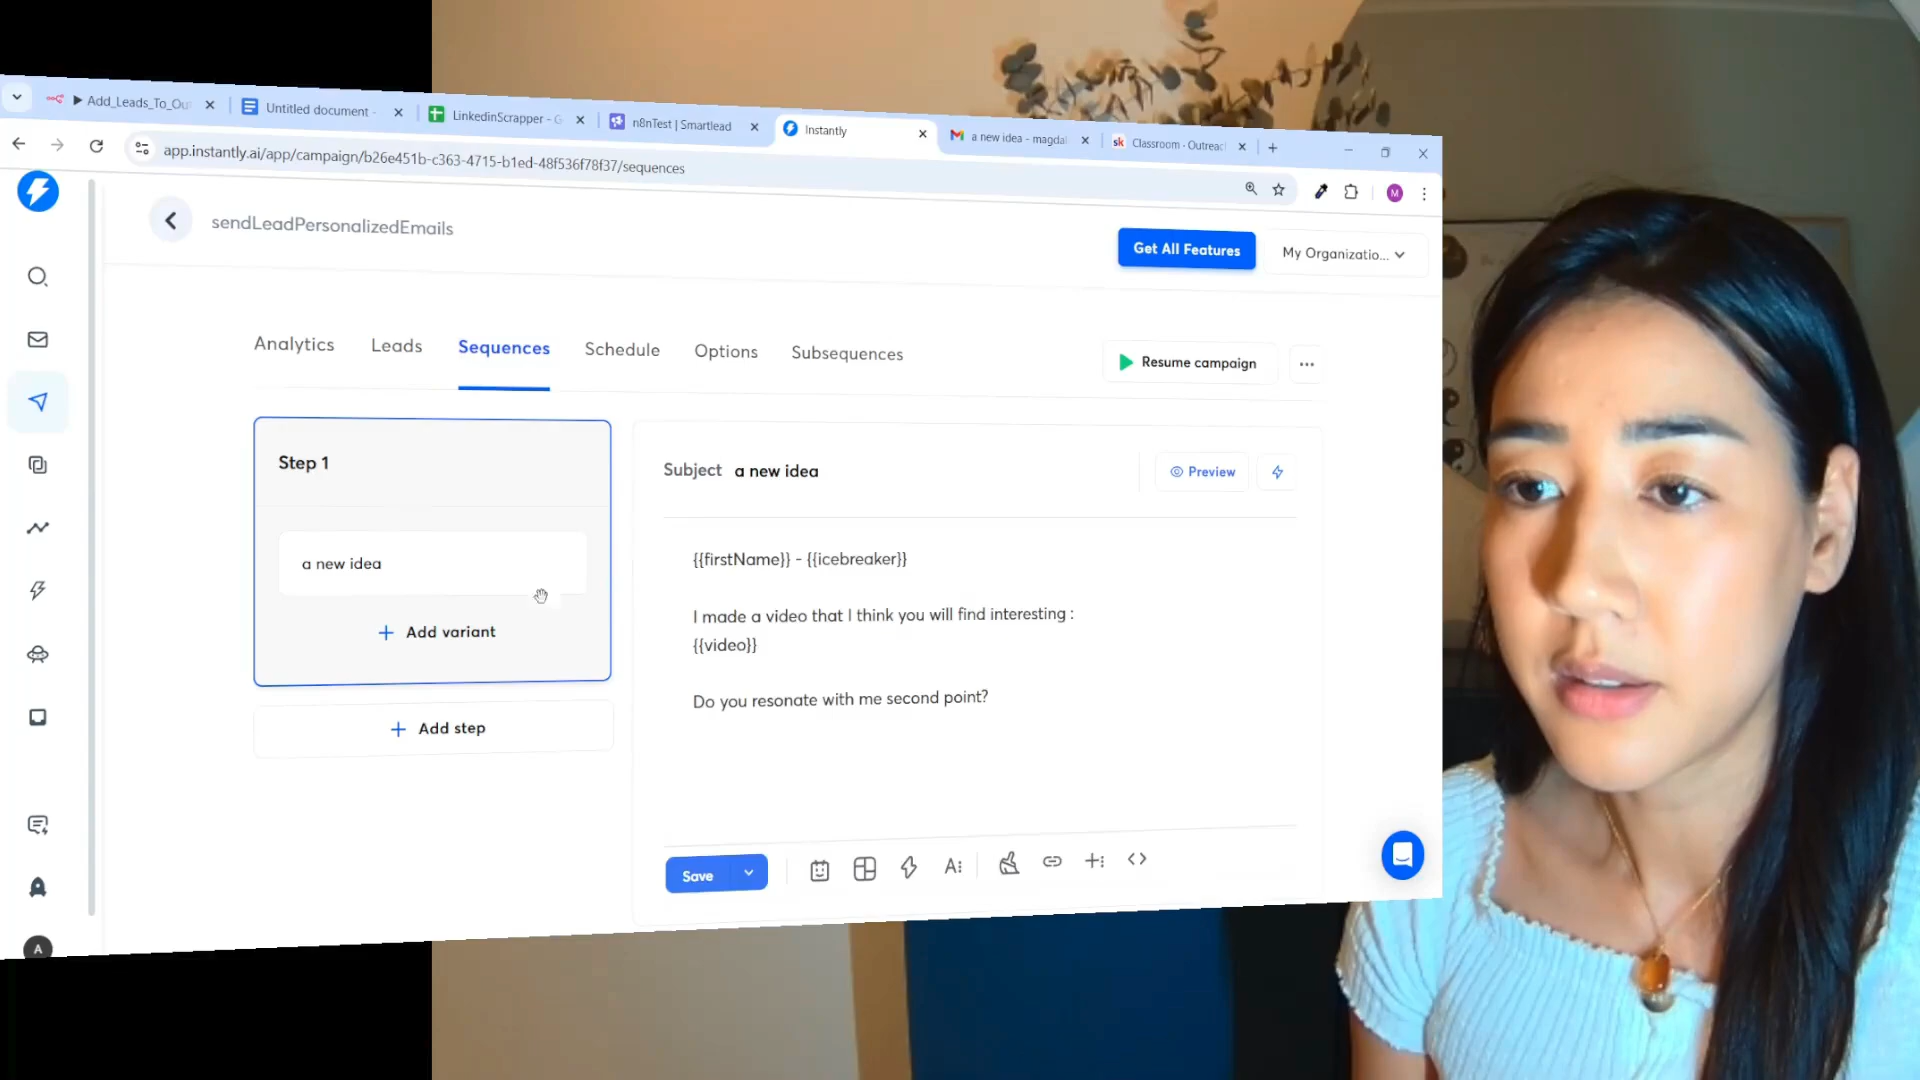 Add_Leads_To_Ou
Untitled document -
LinkedinScrapper - G
n8nTest | Smartlead
Instantly
a new idea - magdal
sk Classroom - Outreac
app.instantly.ai/app/campaign/b26e451b-c363-4715-b1ed-48f536f78f37/sequences
M
sendLeadPersonalizedEmails
Get All Features
My Organizatio...
Analytics
Leads
Sequences
Schedule
Options
Subsequences
Resume campaign
Step 1
a new idea
Add variant
Add step
Subject a new idea
Preview
{{firstName}} - {{icebreaker}}
I made a video that I think you will find interesting :
{{video}}
Do you resonate with me second point?
Save
A